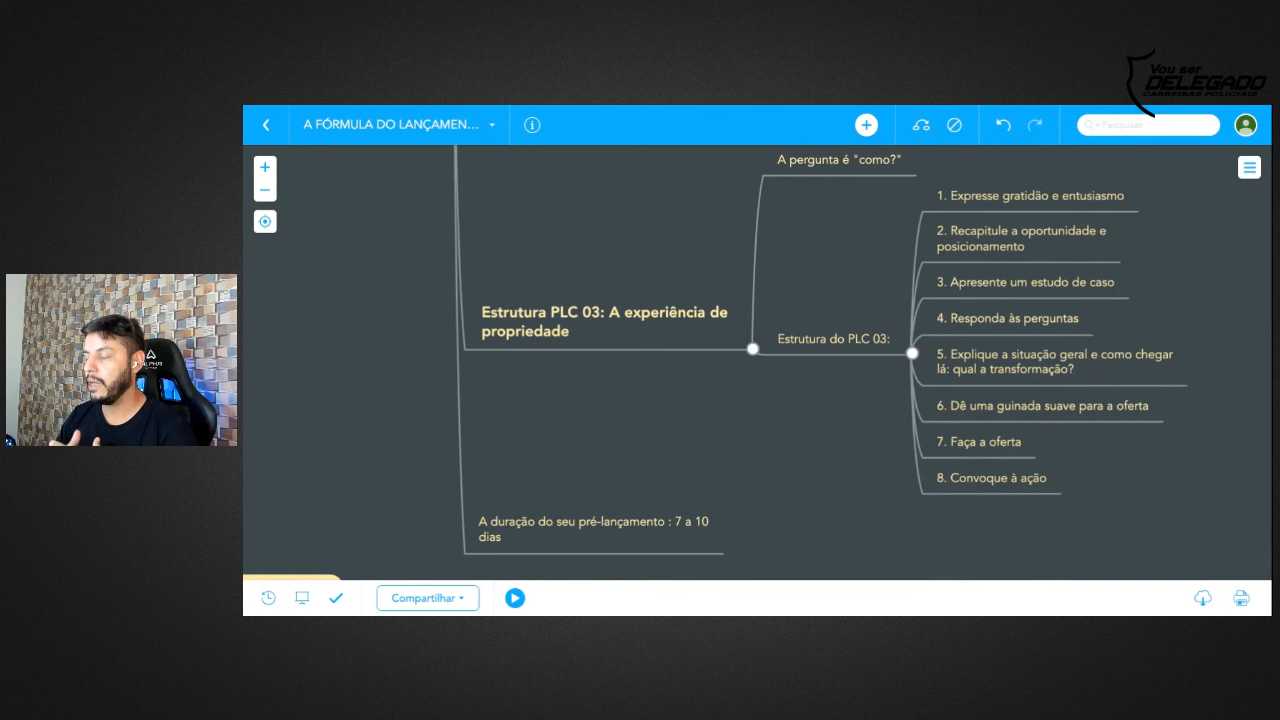 Vou ser
DELEGADO
CARREIRAS POLICIAIS
A FÓRMULA DO LANÇAMEN...
Pesquisar
A pergunta é "como?"
1. Expresse gratidão e entusiasmo
2. Recapitule a oportunidade e
posicionamento
3. Apresente um estudo de caso
Estrutura PLC 03: A experiência de
propriedade
4. Responda às perguntas
Estrutura do PLC 03:
5. Explique a situação geral e como chegar
lá: qual a transformação?
6. Dê uma guinada suave para a oferta
7. Faça a oferta
8. Convoque à ação
A duração do seu pré-lançamento : 7 a 10
dias
Compartilhar